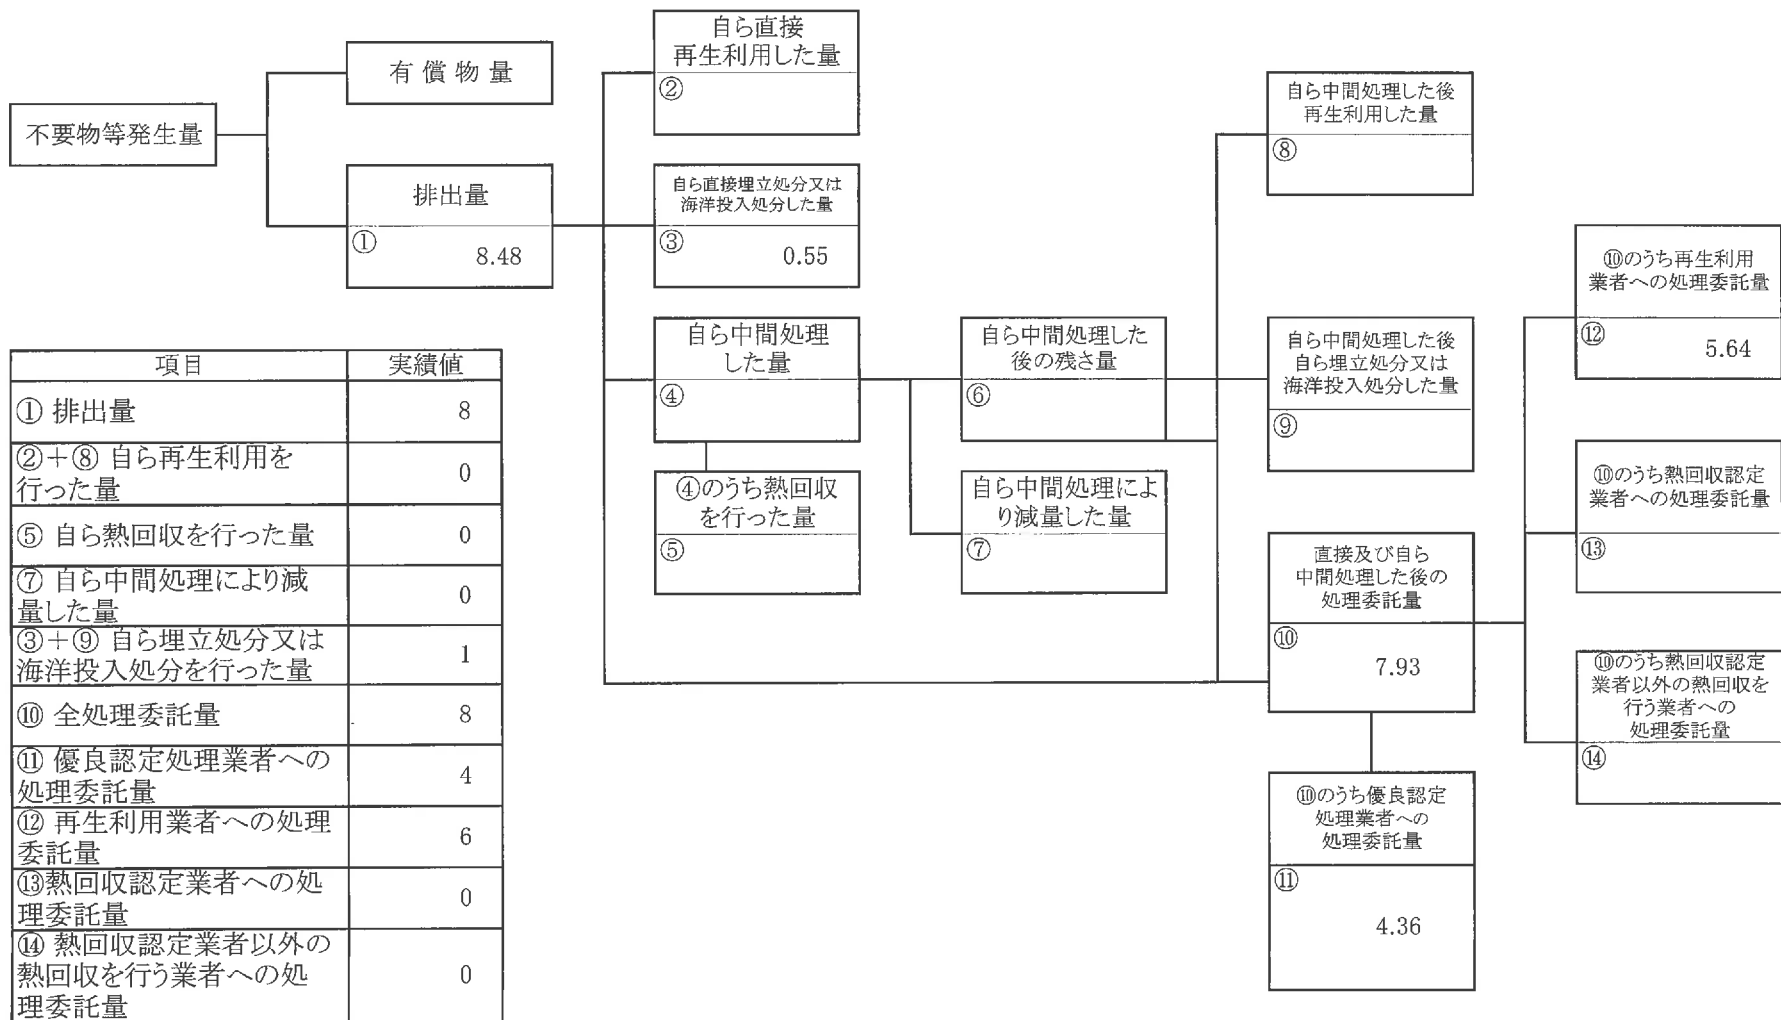 不要物等発生量
有償物量
排出量
①
8.48
自ら直接
再生利用した量
②
自ら直接埋立処分又は
海洋投入処分した量
③
0.55
自ら中間処理
した量
④
④のうち熱回収
を行った量
⑤
自ら中間処理した
後の残さ量
⑥
自ら中間処理によ
り減量した量
⑦
自ら中間処理した後
再生利用した量
⑧
自ら中間処理した後
自ら埋立処分又は
海洋投入処分した量
⑨
直接及び自ら
中間処理した後の
処理委託量
⑩
7.93
⑩のうち優良認定
処理業者への
処理委託量
⑪
4.36
⑩のうち再生利用
業者への処理委託量
⑫
5.64
⑩のうち熱回収認定
業者への処理委託量
⑬
⑩のうち熱回収認定
業者以外の熱回収を
行う業者への
処理委託量
⑭
項目 実績値
① 排出量 8
②+⑧ 自ら再生利用を
行った量 0
⑤ 自ら熱回収を行った量 0
⑦ 自ら中間処理により減
量した量 0
③+⑨ 自ら埋立処分又は
海洋投入処分を行った量 1
⑩ 全処理委託量 8
⑪ 優良認定処理業者への
処理委託量 4
⑫ 再生利用業者への処理
委託量 6
⑬熱回収認定業者への処
理委託量 0
⑭ 熱回収認定業者以外の
熱回収を行う業者への処
理委託量 0